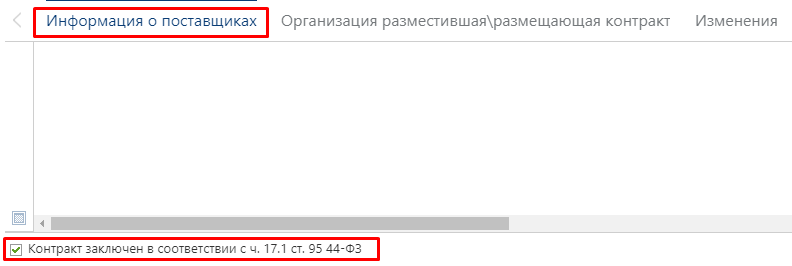 Информация о поставщиках Организация разместившая\размещающая контракт Изменения
Контракт заключен в соответствии с ч. 17.1 ст. 95 44-ФЗ